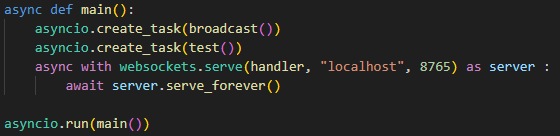 async def main():
    asyncio.create_task(broadcast())
    asyncio.create_task(test())
    async with websockets.serve(handler, "localhost", 8765) as server :
        await server.serve_forever()

asyncio.run(main())